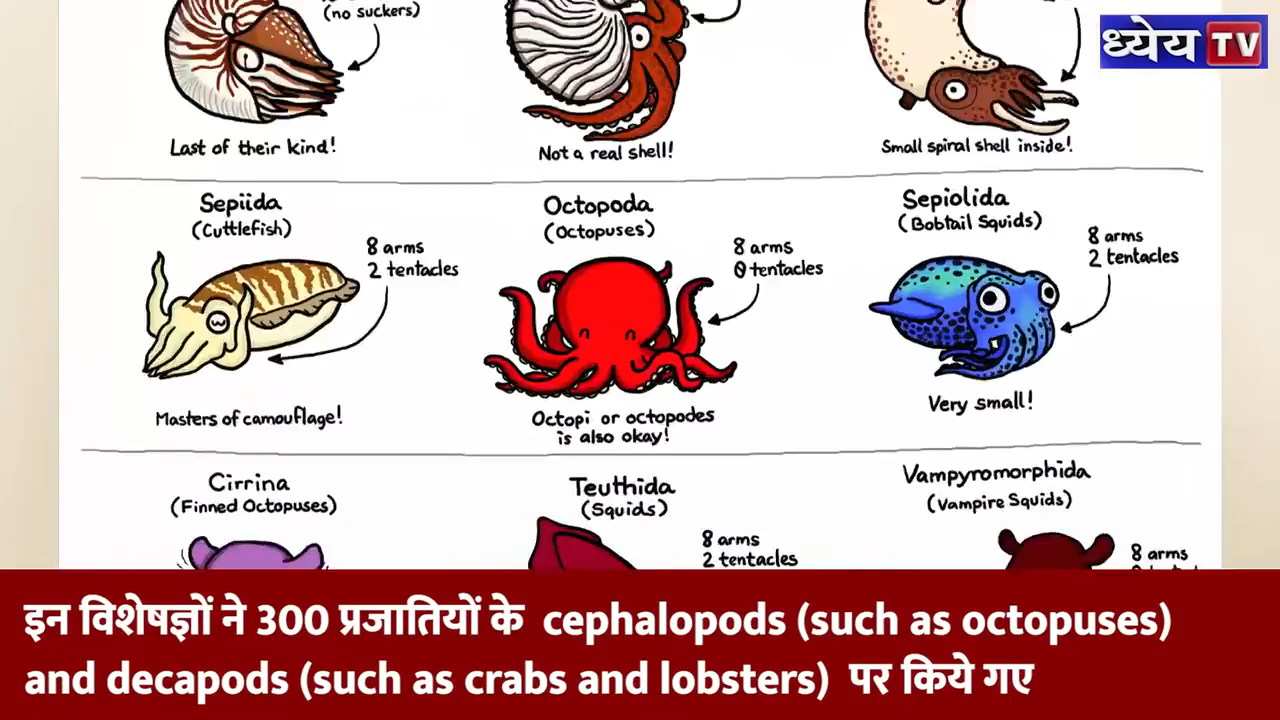 (no suckers)
ध्येय TV
Last of their kind!
Not a real shell!
Small spiral shell inside!
Sepiida
(Cuttlefish)
8 arms
2 tentacles
Masters of camouflage!
Octopoda
(Octopuses)
8 arms
0 tentacles
Octopi or octopodes
is also okay!
Sepiolida
(Bobtail Squids)
8 arms
2 tentacles
Very small!
Cirrina
(Finned Octopuses)
Teuthida
(Squids)
8 arms
2 tentacles
Vampyromorphida
(Vampire Squids)
8 arms
इन विशेषज्ञों ने 300 प्रजातियों के cephalopods (such as octopuses)
and decapods (such as crabs and lobsters) पर किये गए